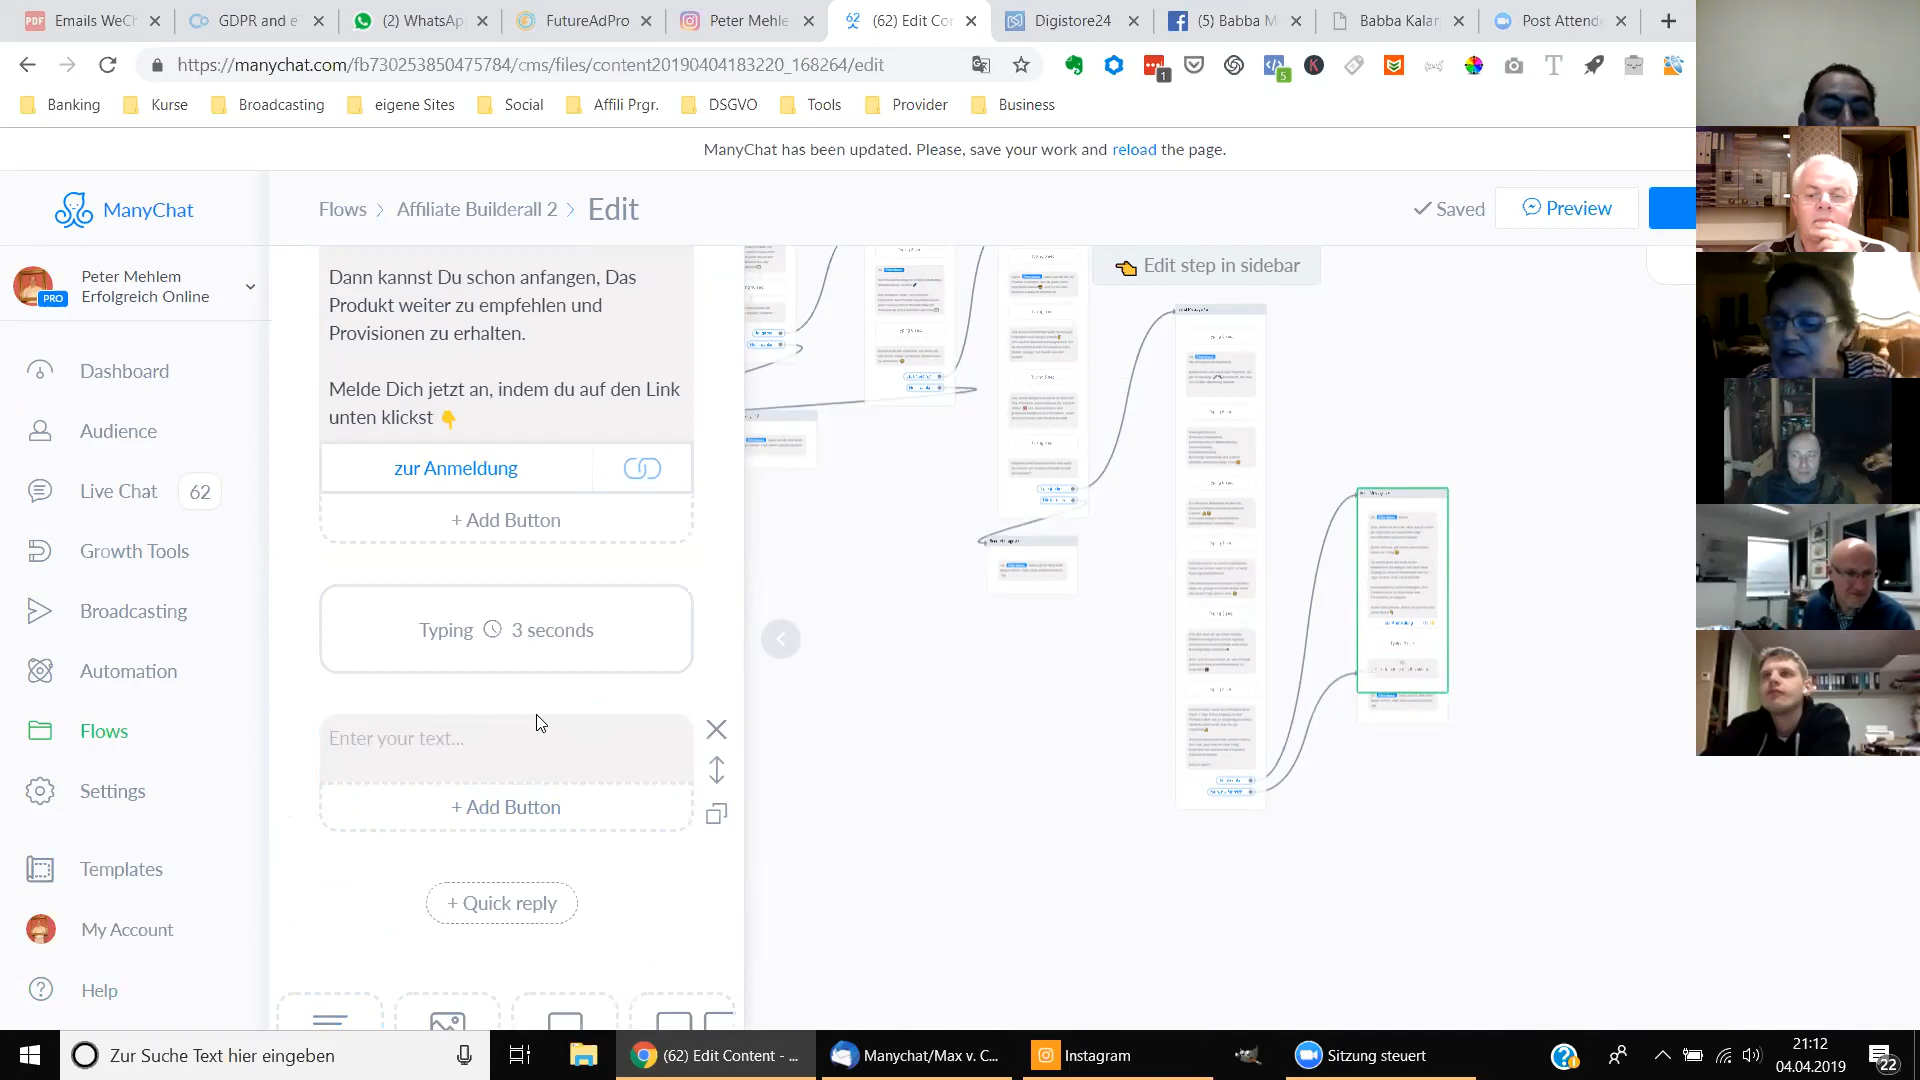 Emails WeCh
GDPR and e
(2) WhatsAp
FutureAdPro
Peter Mehle
(62) Edit Cor
Digistore24
(5) Babba M
Babba Kalar
Post Attende
https://manychat.com/fb730253850475784/cms/files/content20190404183220_168264/edit
Banking
Kurse
Broadcasting
eigene Sites
Social
Affili Prgr.
DSGVO
Tools
Provider
Business
ManyChat has been updated. Please, save your work and reload the page.
ManyChat
Flows > Affiliate Builderall 2 > Edit
Saved
Preview
Peter Mehlem
Erfolgreich Online
PRO
Dashboard
Audience
Live Chat 62
Growth Tools
Broadcasting
Automation
Flows
Settings
Templates
My Account
Help
Dann kannst Du schon anfangen, Das
Produkt weiter zu empfehlen und
Provisionen zu erhalten.
Melde Dich jetzt an, indem du auf den Link
unten klickst 👇
zur Anmeldung
+ Add Button
Typing 3 seconds
Enter your text...
+ Add Button
+ Quick reply
👈 Edit step in sidebar
Zur Suche Text hier eingeben
(62) Edit Content - ...
Manychat/Max v. C...
Instagram
Sitzung steuert
21:12
04.04.2019
22